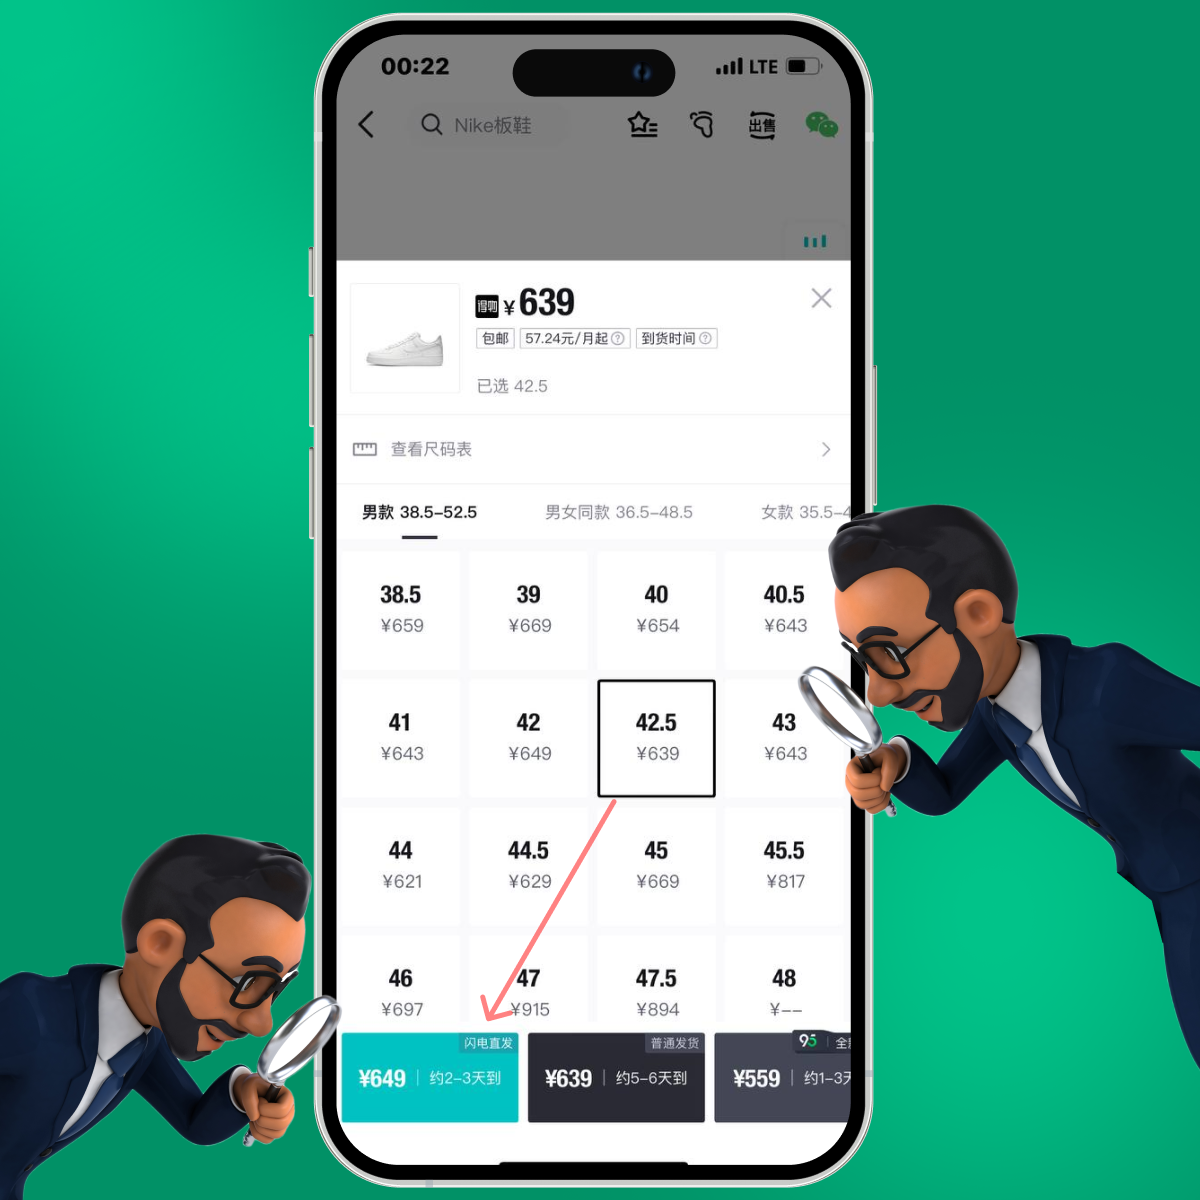 00:22
LTE
Nike板鞋
出售
得物 ¥639
包邮 57.24元/月起 到货时间
已选 42.5
查看尺码表
男款 38.5–52.5 男女同款 36.5–48.5 女款 35.5–4
38.5 39 40 40.5
¥659 ¥669 ¥654 ¥643
41 42 42.5 43
¥643 ¥649 ¥639 ¥643
44 44.5 45 45.5
¥621 ¥629 ¥669 ¥817
46 47 47.5 48
¥697 ¥915 ¥894 ¥--
闪电直发 普通发货 95
¥649 约2–3天到 ¥639 约5–6天到 ¥559 约1–3天